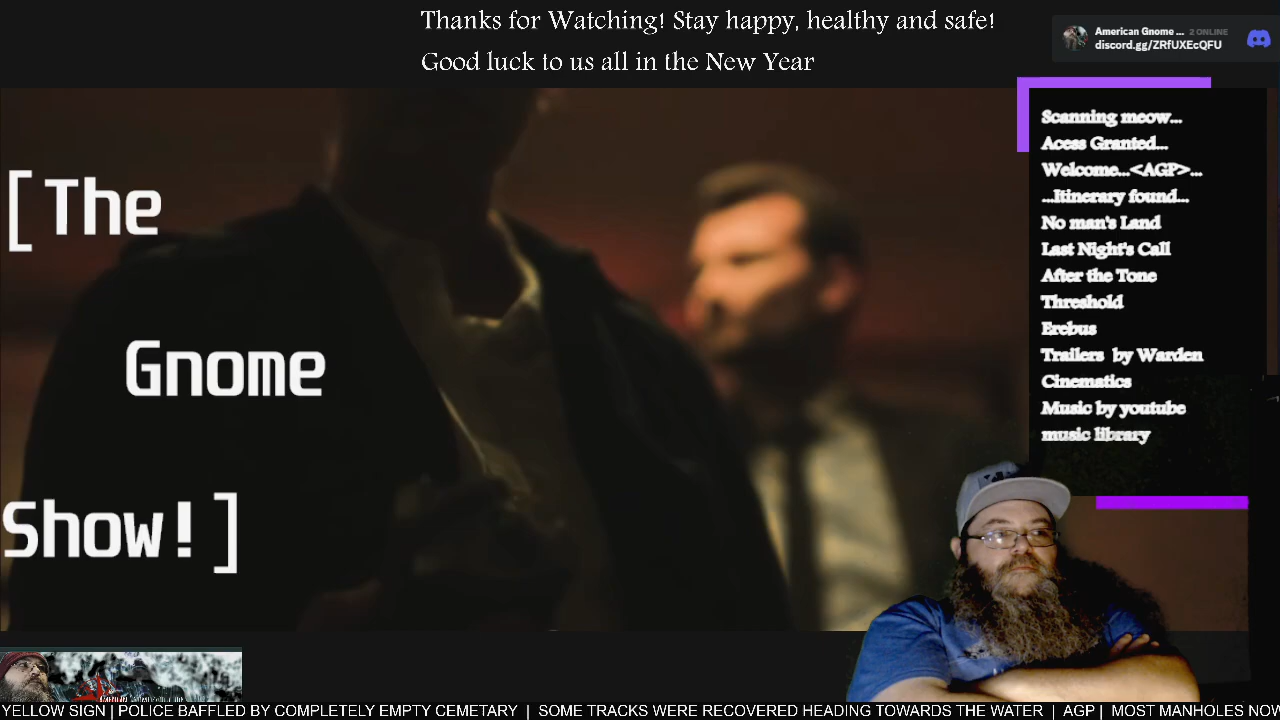 Thanks for Watching! Stay happy, healthy and safe!
Good luck to us all in the New Year
American Gnome ... 2 ONLINE
discord.gg/ZRfUXEcQFU
[The
Gnome
Show!]
Scanning meow...
Acess Granted...
Welcome...<AGP>...
...Itinerary found...
No man's Land
Last Night's Call
After the Tone
Threshold
Erebus
Trailers by Warden
Cinematics
Music by youtube
music library
YELLOW SIGN | POLICE BAFFLED BY COMPLETELY EMPTY CEMETARY | SOME TRACKS WERE RECOVERED HEADING TOWARDS THE WATER | AGP | MOST MANHOLES NOW